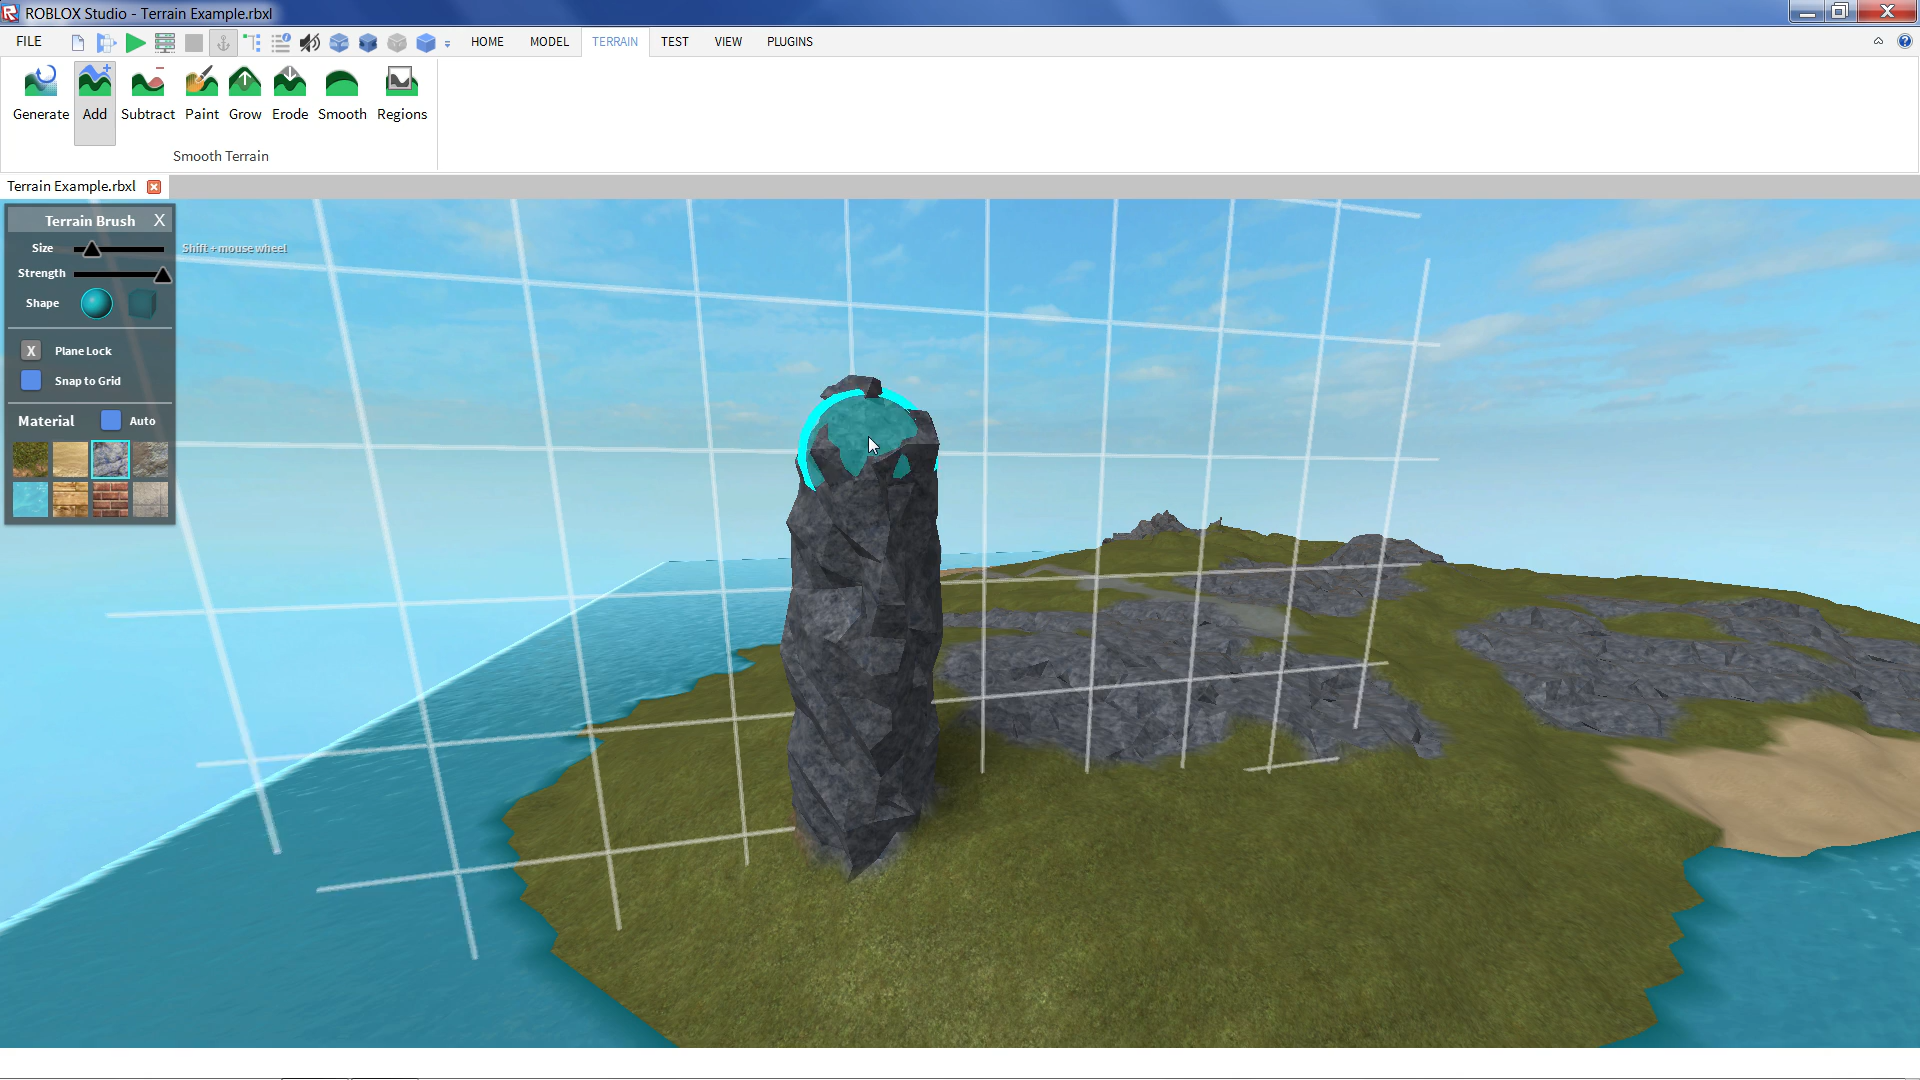 ROBLOX Studio - Terrain Example.rbxl
FILE HOME MODEL TERRAIN TEST VIEW PLUGINS
Generate Add Subtract Paint Grow Erode Smooth Regions
Smooth Terrain
Terrain Example.rbxl
Terrain Brush X
Size Shift + mouse wheel
Strength
Shape
X Plane Lock
Snap to Grid
Material Auto